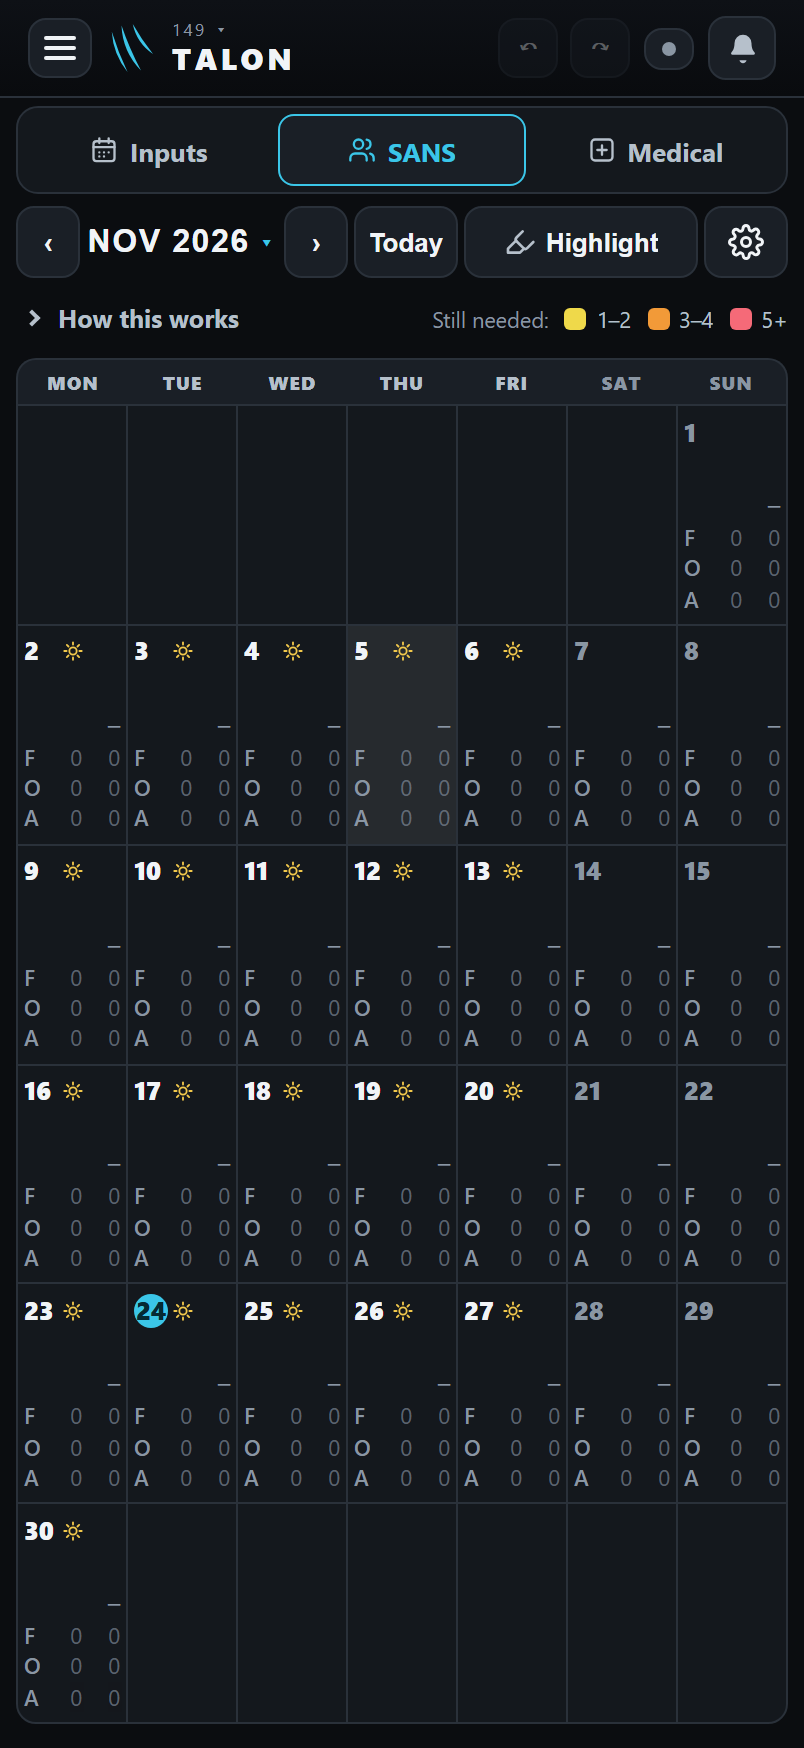 149
TALON
Inputs SANS Medical
‹ NOV 2026 › Today Highlight
How this works Still needed: 1–2 3–4 5+
MON TUE WED THU FRI SAT SUN
1
–
F 0 0
O 0 0
A 0 0
2 3 4 5 6 7 8
– – – – – – –
F 0 0 F 0 0 F 0 0 F 0 0 F 0 0 F 0 0 F 0 0
O 0 0 O 0 0 O 0 0 O 0 0 O 0 0 O 0 0 O 0 0
A 0 0 A 0 0 A 0 0 A 0 0 A 0 0 A 0 0 A 0 0
9 10 11 12 13 14 15
– – – – – – –
F 0 0 F 0 0 F 0 0 F 0 0 F 0 0 F 0 0 F 0 0
O 0 0 O 0 0 O 0 0 O 0 0 O 0 0 O 0 0 O 0 0
A 0 0 A 0 0 A 0 0 A 0 0 A 0 0 A 0 0 A 0 0
16 17 18 19 20 21 22
– – – – – – –
F 0 0 F 0 0 F 0 0 F 0 0 F 0 0 F 0 0 F 0 0
O 0 0 O 0 0 O 0 0 O 0 0 O 0 0 O 0 0 O 0 0
A 0 0 A 0 0 A 0 0 A 0 0 A 0 0 A 0 0 A 0 0
23 24 25 26 27 28 29
– – – – – – –
F 0 0 F 0 0 F 0 0 F 0 0 F 0 0 F 0 0 F 0 0
O 0 0 O 0 0 O 0 0 O 0 0 O 0 0 O 0 0 O 0 0
A 0 0 A 0 0 A 0 0 A 0 0 A 0 0 A 0 0 A 0 0
30
–
F 0 0
O 0 0
A 0 0